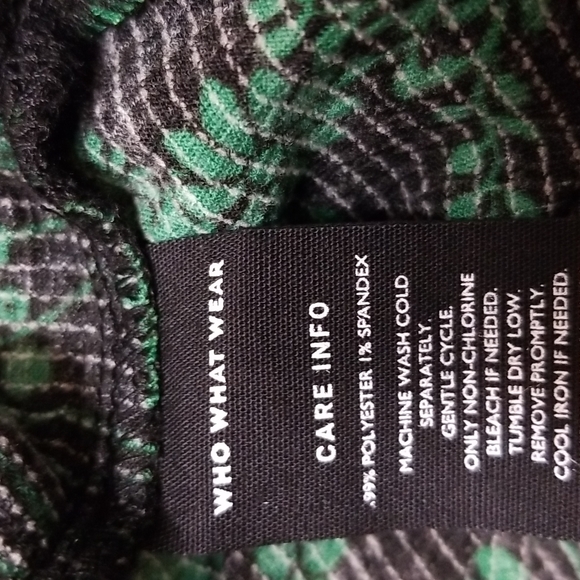 WHO WHAT WEAR
CARE INFO
.99% POLYESTER 1% SPANDEX
MACHINE WASH COLD
SEPARATELY.
GENTLE CYCLE.
ONLY NON-CHLORINE
BLEACH IF NEEDED.
TUMBLE DRY LOW.
REMOVE PROMPTLY.
COOL IRON IF NEEDED.